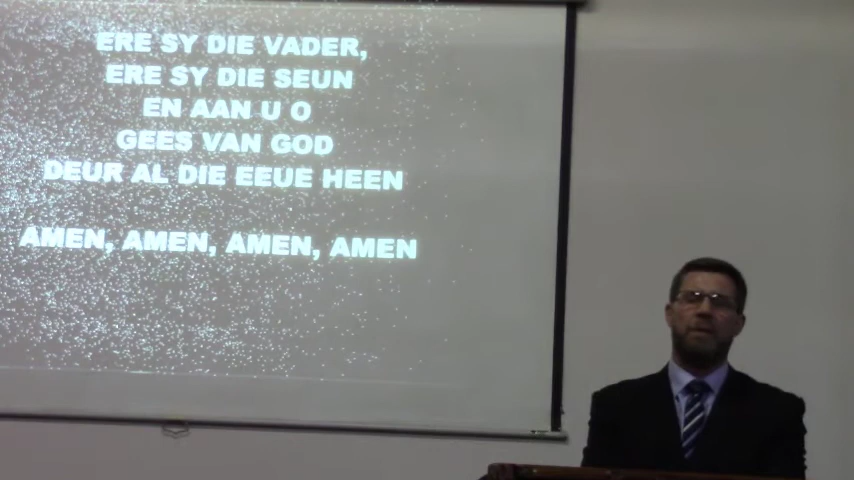 ERE SY DIE VADER,
ERE SY DIE SEUN
EN AAN U O
GEES VAN GOD
DEUR AL DIE EEUE HEEN
AMEN, AMEN, AMEN, AMEN